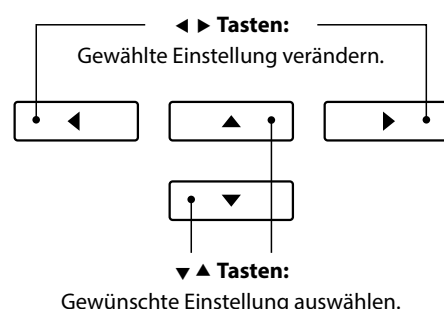 ◀ ▶ Tasten:
Gewählte Einstellung verändern.
▼ ▲ Tasten:
Gewünschte Einstellung auswählen.